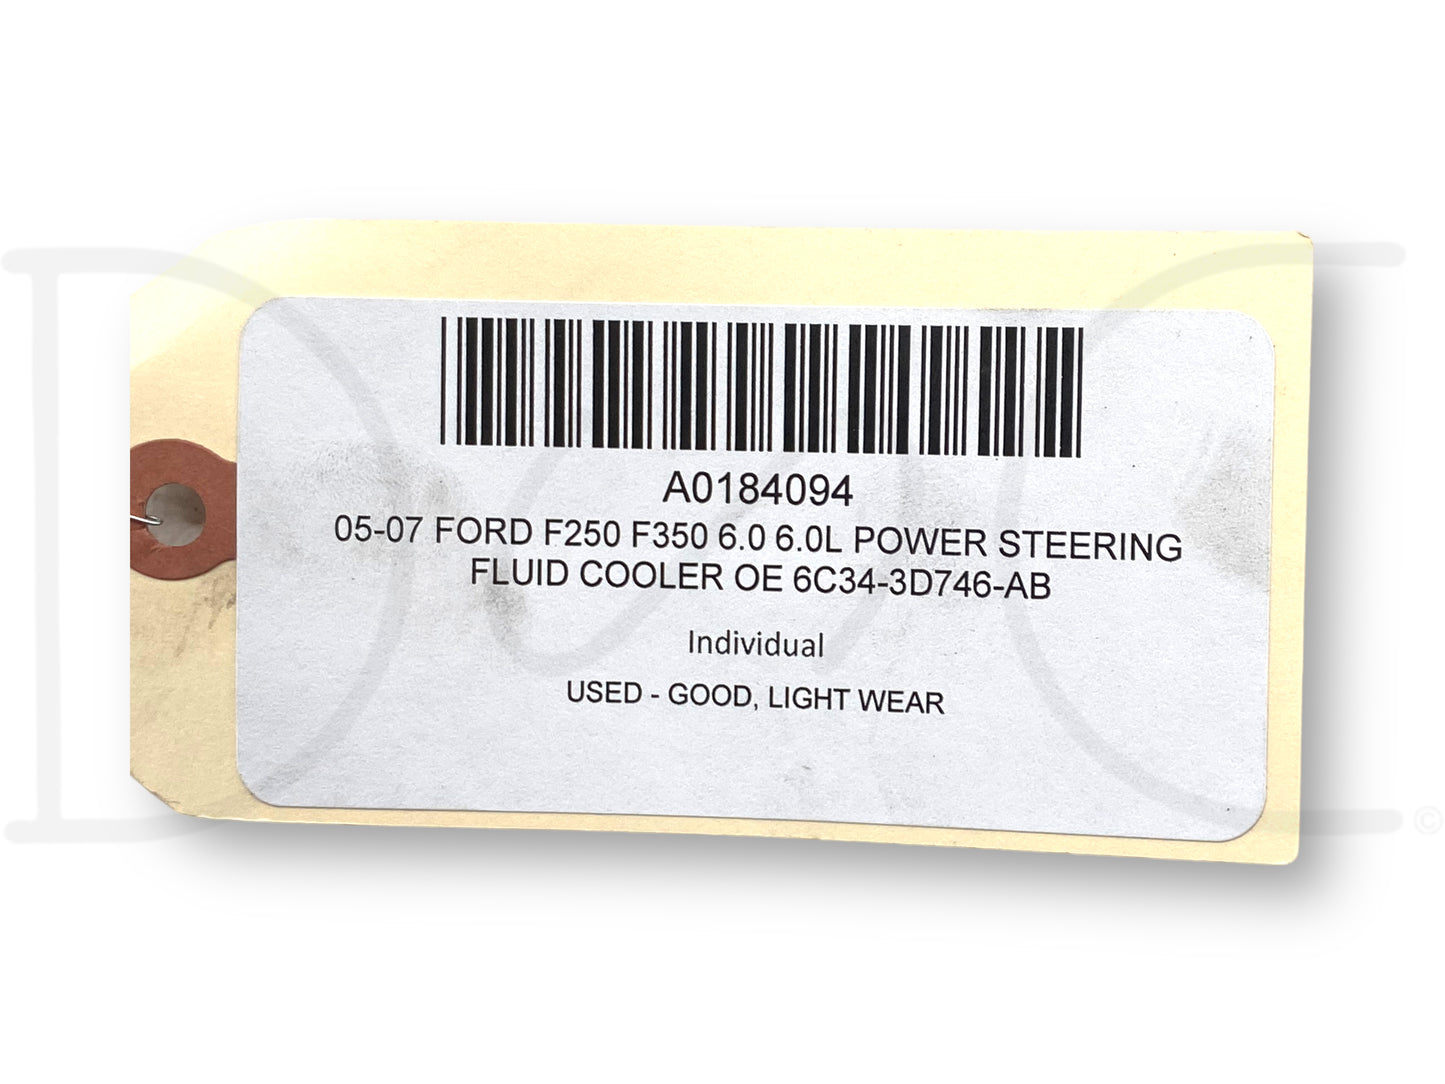 A0184094
05-07 FORD F250 F350 6.0 6.0L POWER STEERING
FLUID COOLER OE 6C34-3D746-AB
Individual
USED - GOOD, LIGHT WEAR
©